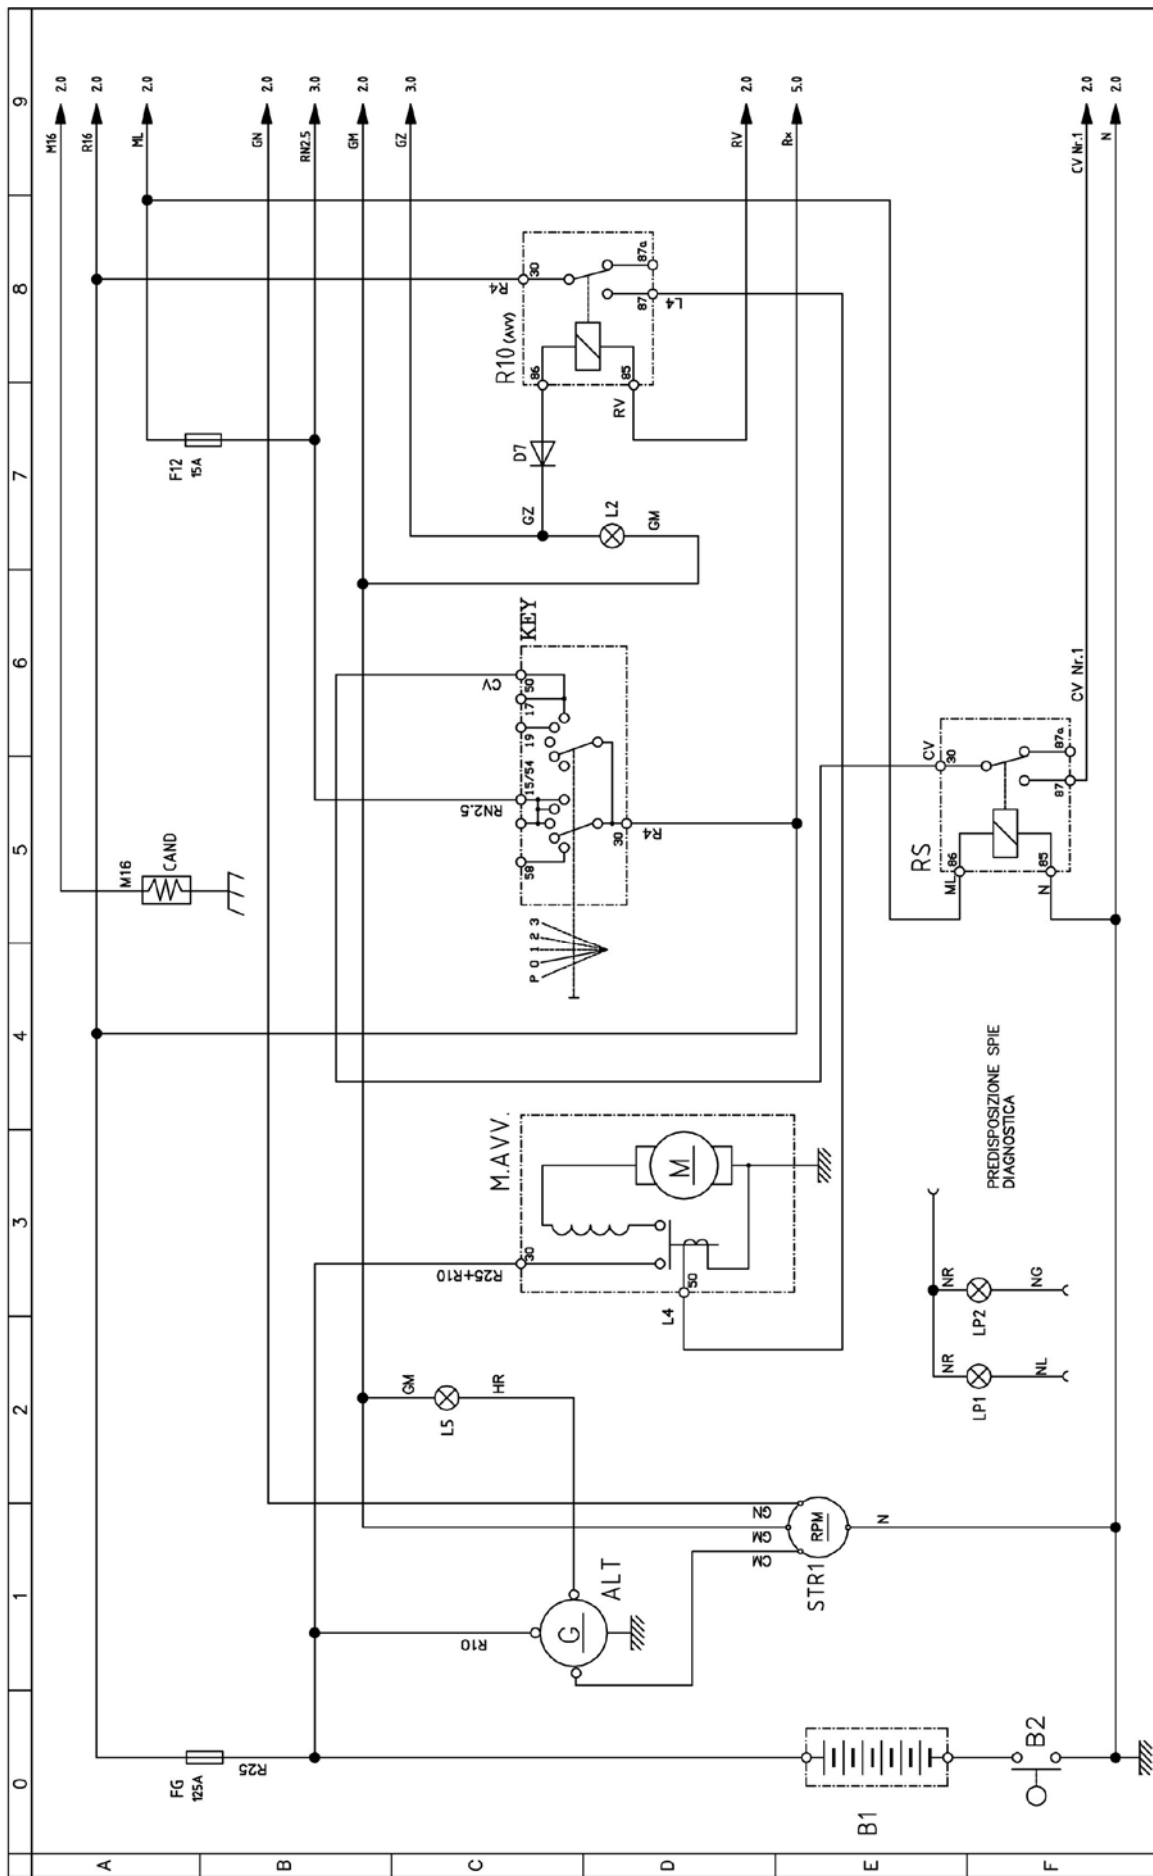 0
1
2
3
4
5
6
7
8
9
A
B
C
D
E
F
M16 2.0
R16 2.0
ML 2.0
GN 2.0
RN2.5 3.0
GM 2.0
GZ 3.0
RV 2.0
Rx 5.0
CV Nr.1 2.0
N 2.0
FG
125A
R25
B1
B2
R10
G
ALT
GM
L5
HR
GN
GM
GM
RPM
STR1
N
M.AVV.
30
R25+R10
M
50
L4
LP1
NR
NL
LP2
NR
NG
PREDISPOSIZIONE SPIE
DIAGNOSTICA
M16
CAND
P 0 1 2 3
KEY
58
RN2.5
15/54
19
17
50
CV
30
R4
RS
ML
86
N
85
CV
30
87
87a
CV Nr.1
F12
15A
GZ
D7
L2
GM
R10 (AVV)
R4
30
86
85
RV
87
87a
L4